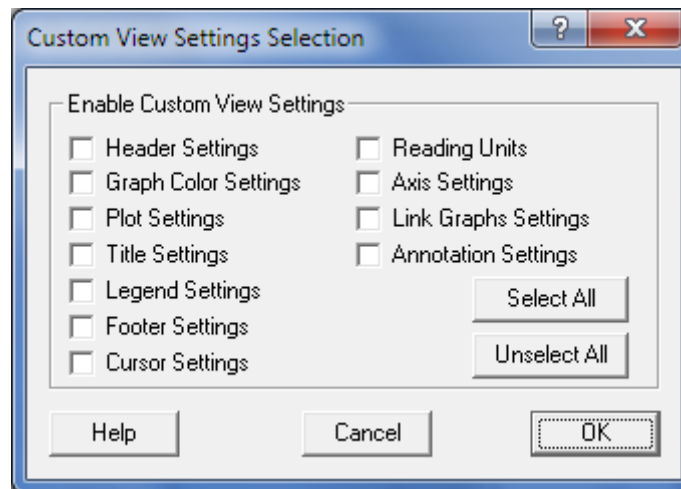 Custom View Settings Selection
?
Enable Custom View Settings
Header Settings
Graph Color Settings
Plot Settings
Title Settings
Legend Settings
Footer Settings
Cursor Settings
Reading Units
Axis Settings
Link Graphs Settings
Annotation Settings
Select All
Unselect All
Help
Cancel
OK